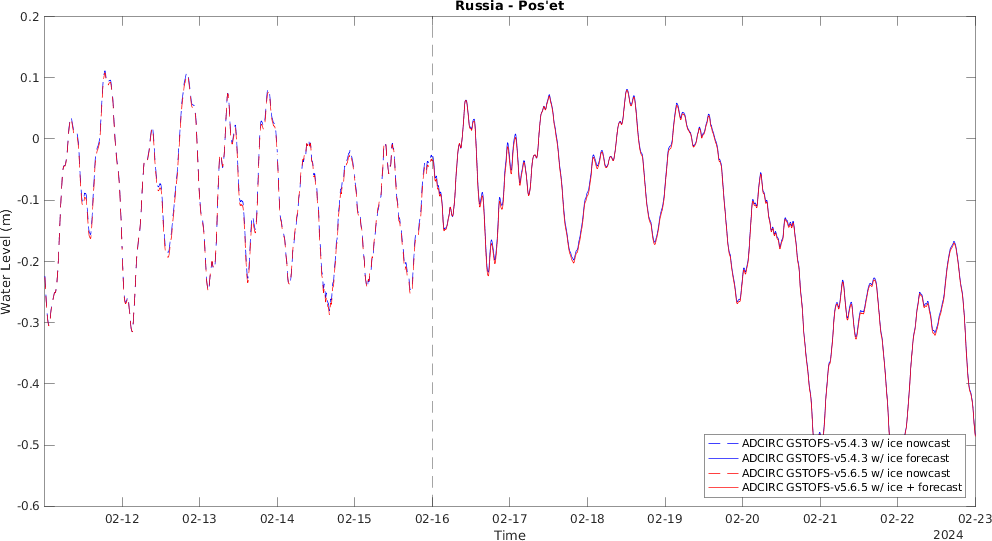 Russia - Pos'et
0.2
0.1
0
-0.1
-0.2
-0.3
-0.4
-0.5
-0.6
Water Level (m)
ADCIRC GSTOFS-v5.4.3 w/ ice nowcast
ADCIRC GSTOFS-v5.4.3 w/ ice forecast
ADCIRC GSTOFS-v5.6.5 w/ ice nowcast
ADCIRC GSTOFS-v5.6.5 w/ ice + forecast
02-12 02-13 02-14 02-15 02-16 02-17 02-18 02-19 02-20 02-21 02-22 02-23
Time
2024